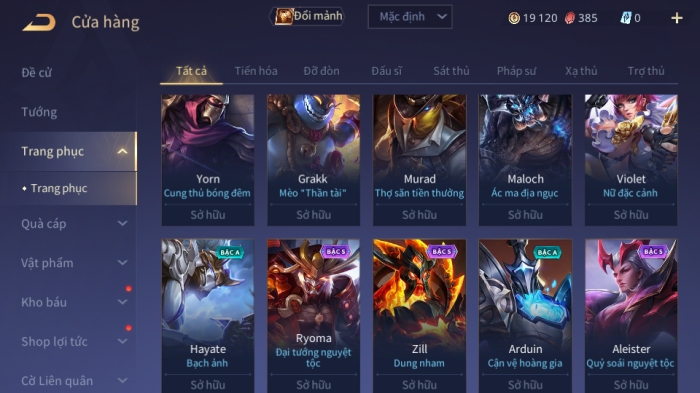 Cửa hàng
Đổi mảnh
Mặc định
19 120
385
0
Đề cử
Tướng
Trang phục
Trang phục
Quà cáp
Vật phẩm
Kho báu
Shop lợi tức
Cờ Liên quân
Tất cả Tiến hóa Đỡ đòn Đấu sĩ Sát thủ Pháp sư Xạ thủ Trợ thủ
Yorn
Cung thủ bóng đêm
Sở hữu
Grakk
Mèo "Thần tài"
Sở hữu
Murad
Thợ săn tiền thưởng
Sở hữu
Maloch
Ác ma địa ngục
Sở hữu
Violet
Nữ đặc cảnh
Sở hữu
BẬC A
Hayate
Bạch ảnh
Sở hữu
BẬC S
Ryoma
Đại tướng nguyệt
tộc
Sở hữu
BẬC S
Zill
Dung nham
Sở hữu
BẬC A
Arduin
Cận vệ hoàng gia
Sở hữu
BẬC S
Aleister
Quỷ soái nguyệt tộc
Sở hữu